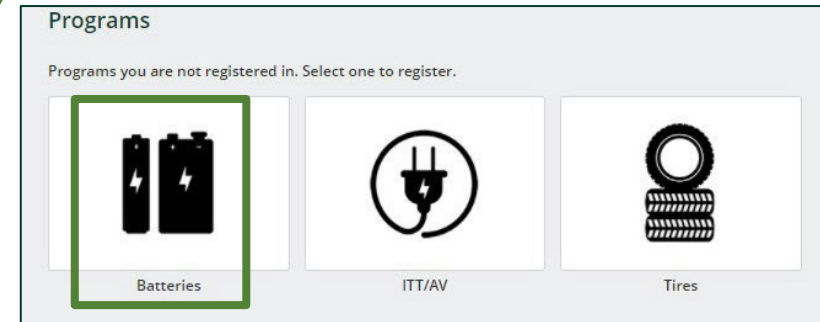 Programs
Programs you are not registered in. Select one to register.
Batteries
ITT/AV
Tires